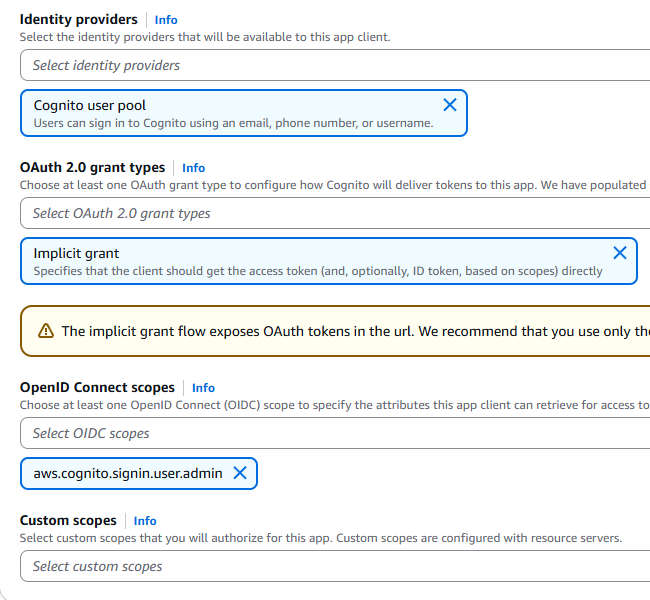 Identity providers Info
Select the identity providers that will be available to this app client.
Select identity providers
Cognito user pool
Users can sign in to Cognito using an email, phone number, or username.
OAuth 2.0 grant types Info
Choose at least one OAuth grant type to configure how Cognito will deliver tokens to this app. We have populated
Select OAuth 2.0 grant types
Implicit grant
Specifies that the client should get the access token (and, optionally, ID token, based on scopes) directly
The implicit grant flow exposes OAuth tokens in the url. We recommend that you use only the
OpenID Connect scopes Info
Choose at least one OpenID Connect (OIDC) scope to specify the attributes this app client can retrieve for access to
Select OIDC scopes
aws.cognito.signin.user.admin
Custom scopes Info
Select custom scopes that you will authorize for this app. Custom scopes are configured with resource servers.
Select custom scopes